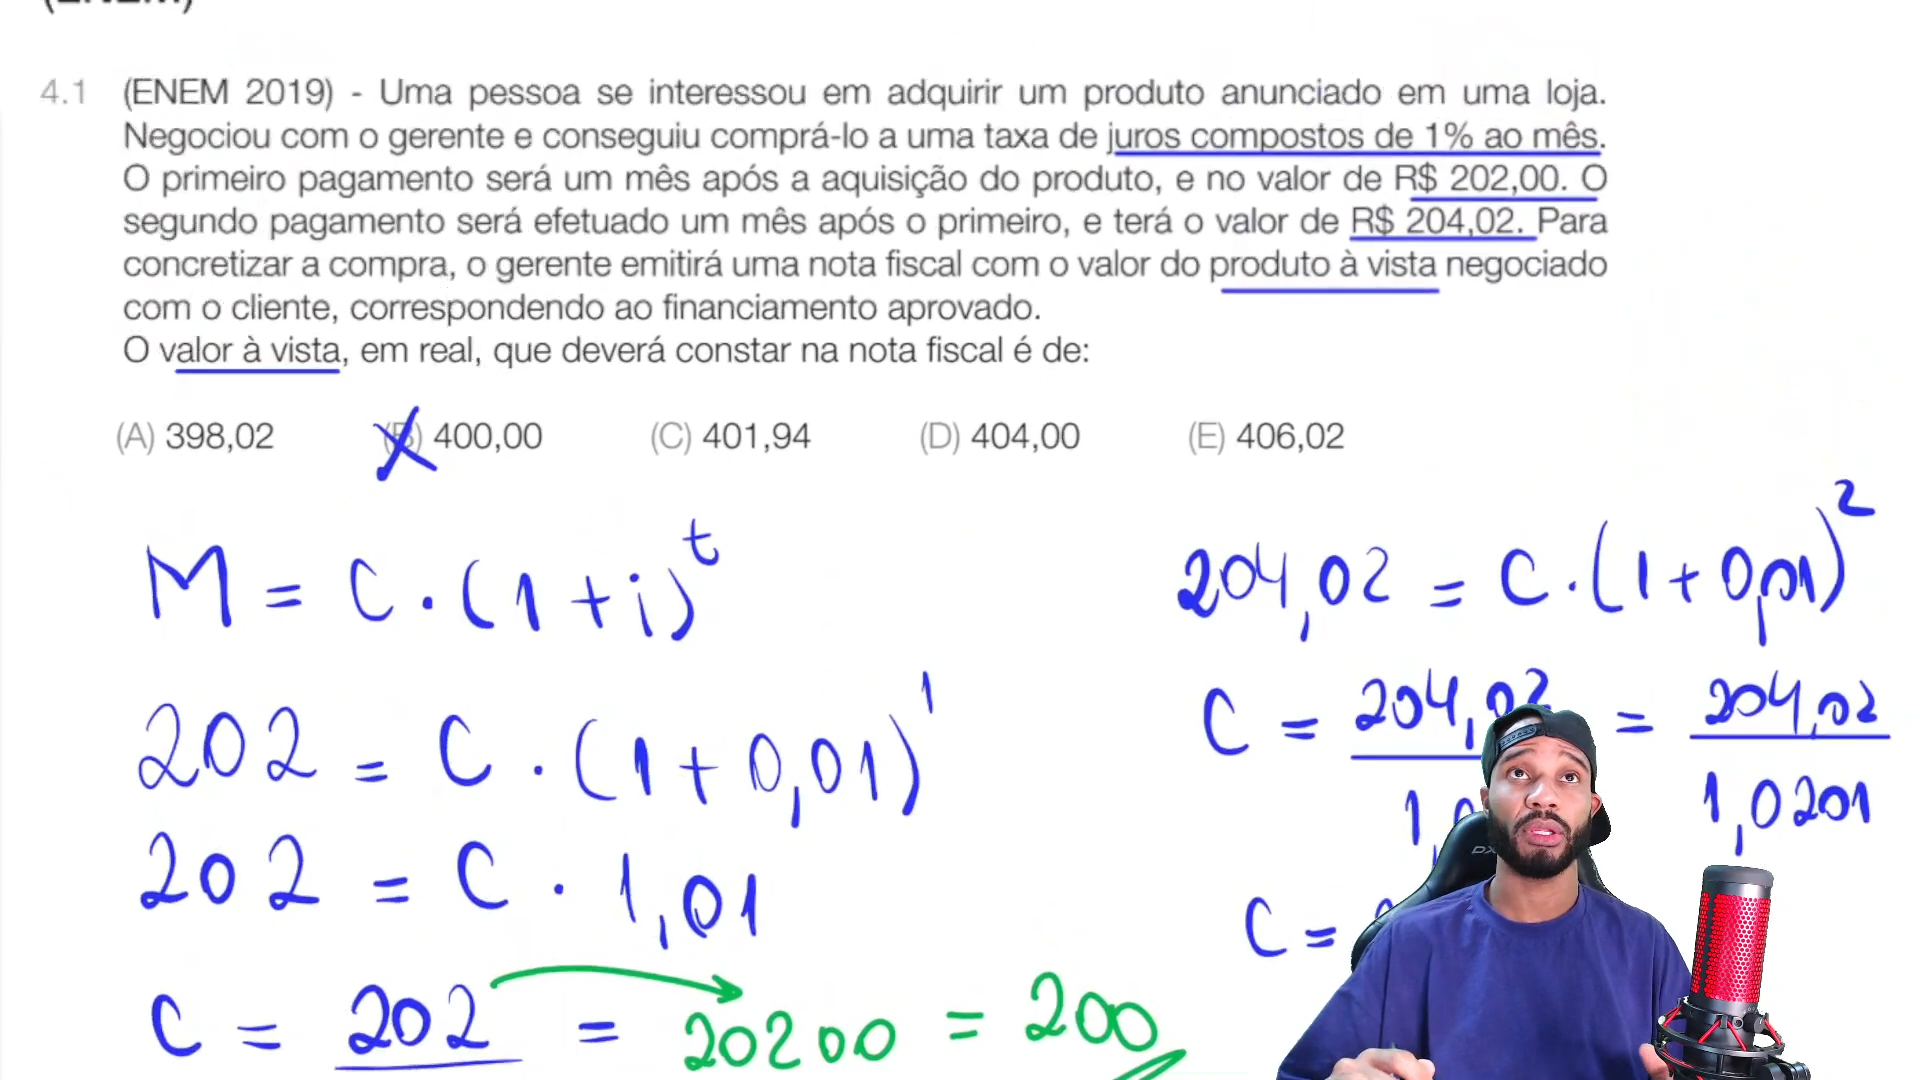 4.1 (ENEM 2019) - Uma pessoa se interessou em adquirir um produto anunciado em uma loja.
Negociou com o gerente e conseguiu comprá-lo a uma taxa de juros compostos de 1% ao mês.
O primeiro pagamento será um mês após a aquisição do produto, e no valor de R$ 202,00. O
segundo pagamento será efetuado um mês após o primeiro, e terá o valor de R$ 204,02. Para
concretizar a compra, o gerente emitirá uma nota fiscal com o valor do produto à vista negociado
com o cliente, correspondendo ao financiamento aprovado.
O valor à vista, em real, que deverá constar na nota fiscal é de:
(A) 398,02 (B) 400,00 (C) 401,94 (D) 404,00 (E) 406,02
M = C · (1 + i)^t
202 = C · (1 + 0,01)^1
202 = C · 1,01
C = 202 = 20200 = 200
204,02 = C · (1 + 0,01)^2
C = 204,02 = 204,02
1,0201
C =